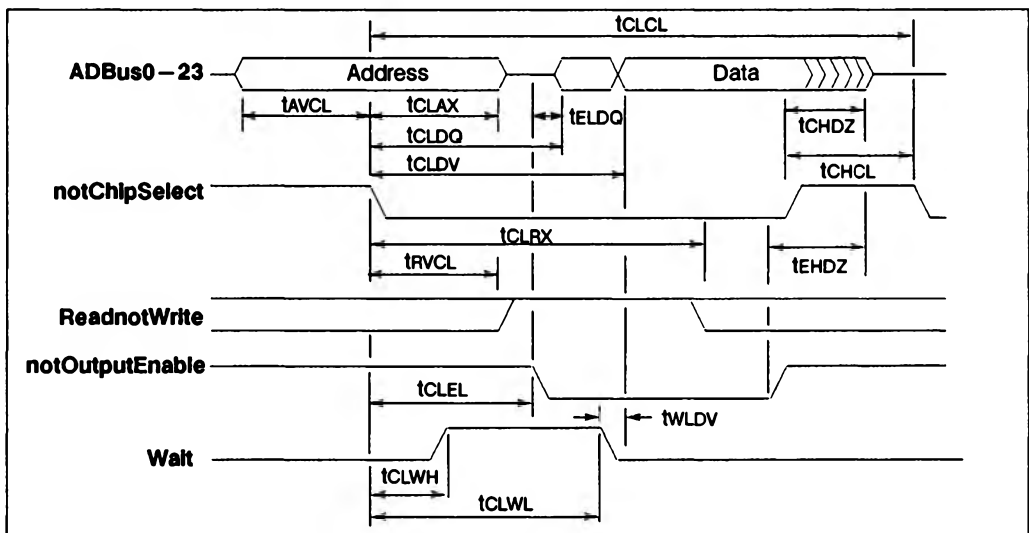 tCLCL
ADBus0–23
Address
Data
tAVCL
tCLAX
tELDQ
tCHDZ
tCLDQ
tCLDV
tCHCL
notChipSelect
tCLRX
tEHDZ
tRVCL
ReadnotWrite
notOutputEnable
tCLEL
tWLDV
Wait
tCLWH
tCLWL